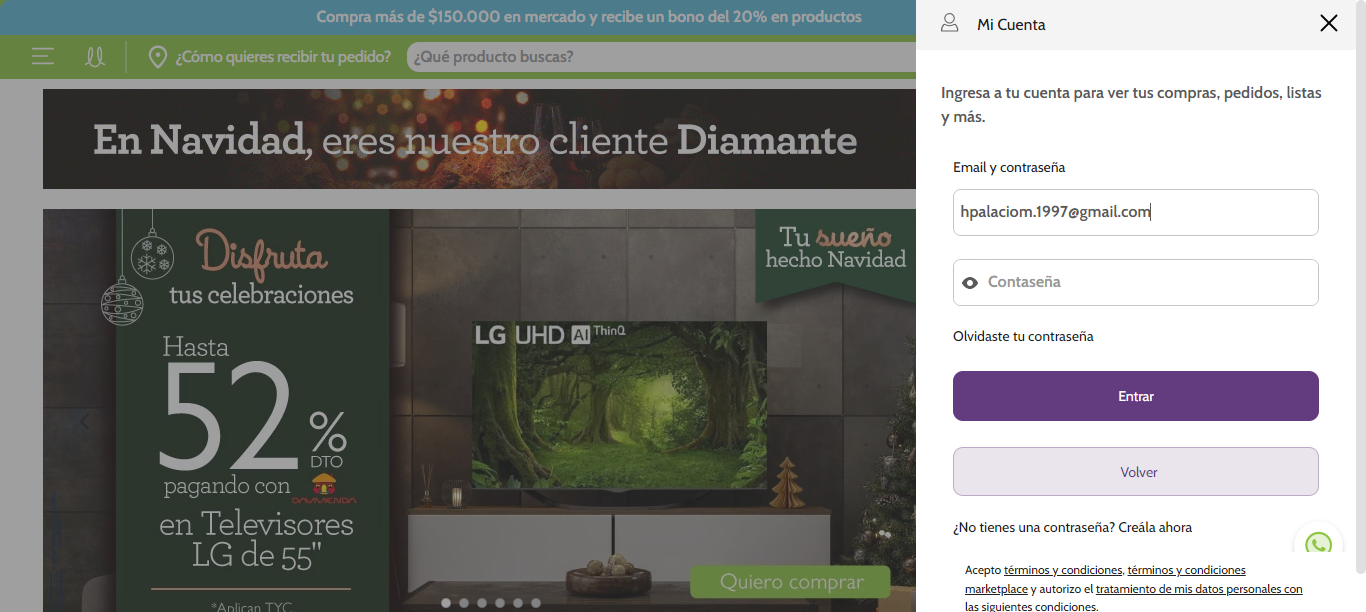 Compra más de $150.000 en mercado y recibe un bono del 20% en productos
¿Cómo quieres recibir tu pedido?
¿Qué producto buscas?
En Navidad, eres nuestro cliente Diamante
Disfruta
tus celebraciones
Hasta
52%
DTO
pagando con
DAVIVIENDA
en Televisores
LG de 55"
*Aplican TYC
LG UHD AI ThinQ
Tu sueño
hecho Navidad
Quiero comprar
Mi Cuenta
Ingresa a tu cuenta para ver tus compras, pedidos, listas
y más.
Email y contraseña
hpalaciom.1997@gmail.com
Contaseña
Olvidaste tu contraseña
Entrar
Volver
¿No tienes una contraseña? Creála ahora
Acepto términos y condiciones, términos y condiciones
marketplace y autorizo el tratamiento de mis datos personales con
las siguientes condiciones.